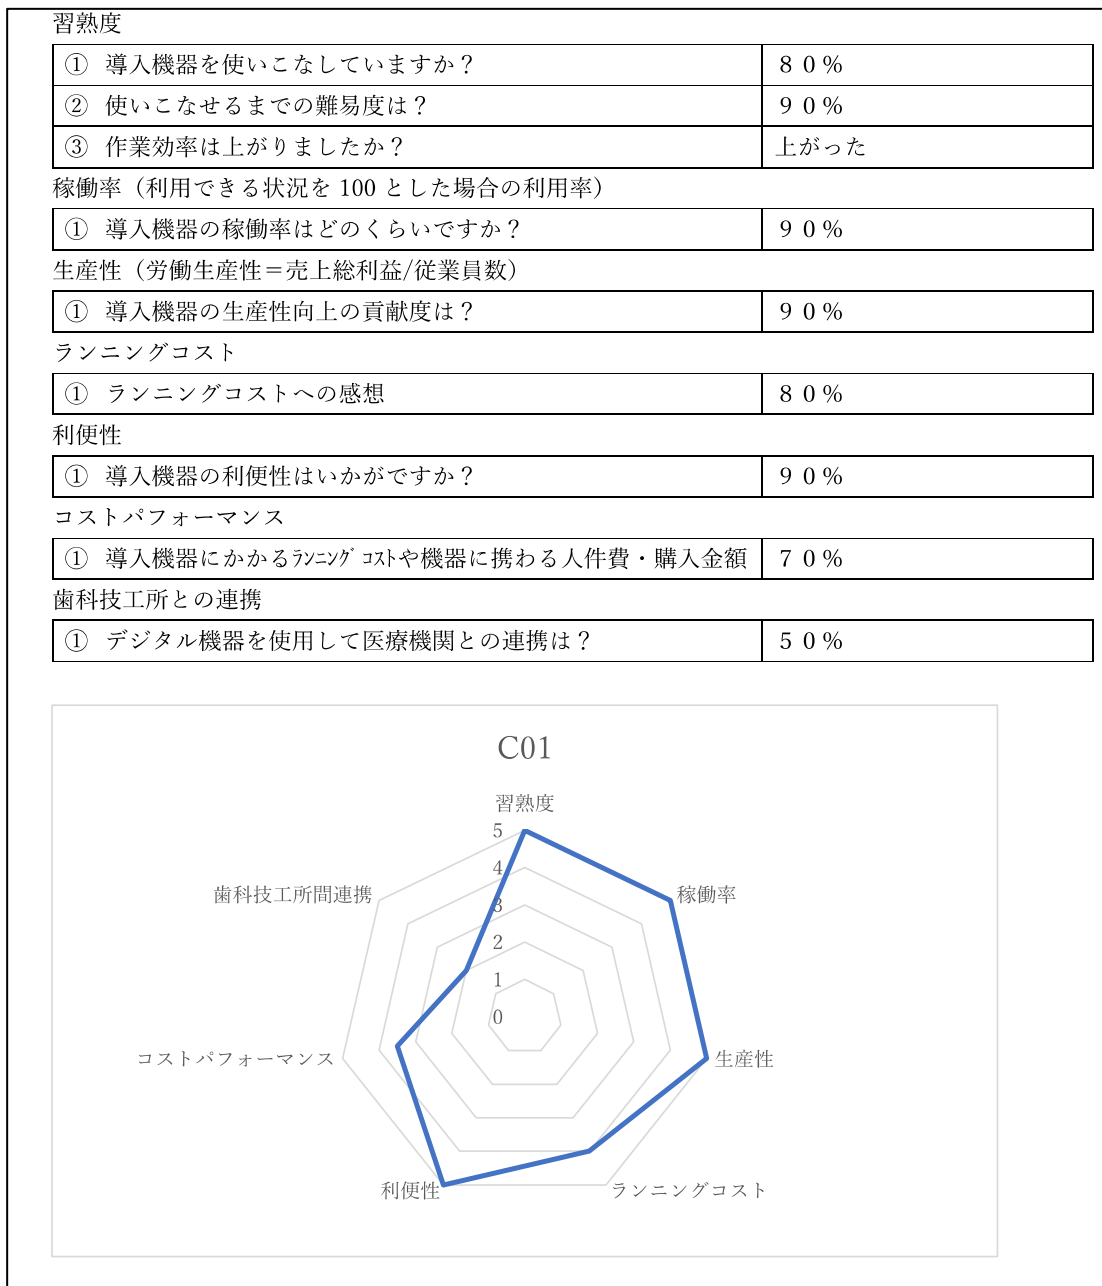 習熟度
① 導入機器を使いこなしていますか? 80%
② 使いこなせるまでの難易度は? 90%
③ 作業効率は上がりましたか? 上がった
稼働率（利用できる状況を 100 とした場合の利用率）
① 導入機器の稼働率はどのくらいですか? 90%
生産性（労働生産性＝売上総利益/従業員数）
① 導入機器の生産性向上の貢献度は? 90%
ランニングコスト
① ランニングコストへの感想 80%
利便性
① 導入機器の利便性はいかがですか? 90%
コストパフォーマンス
① 導入機器にかかるﾗﾝﾆﾝｸﾞｺｽﾄや機器に携わる人件費・購入金額 70%
歯科技工所との連携
① デジタル機器を使用して医療機関との連携は? 50%
C01
習熟度
5
4
歯科技工所間連携
稼働率
3
2
1
0
コストパフォーマンス
生産性
利便性
ランニングコスト